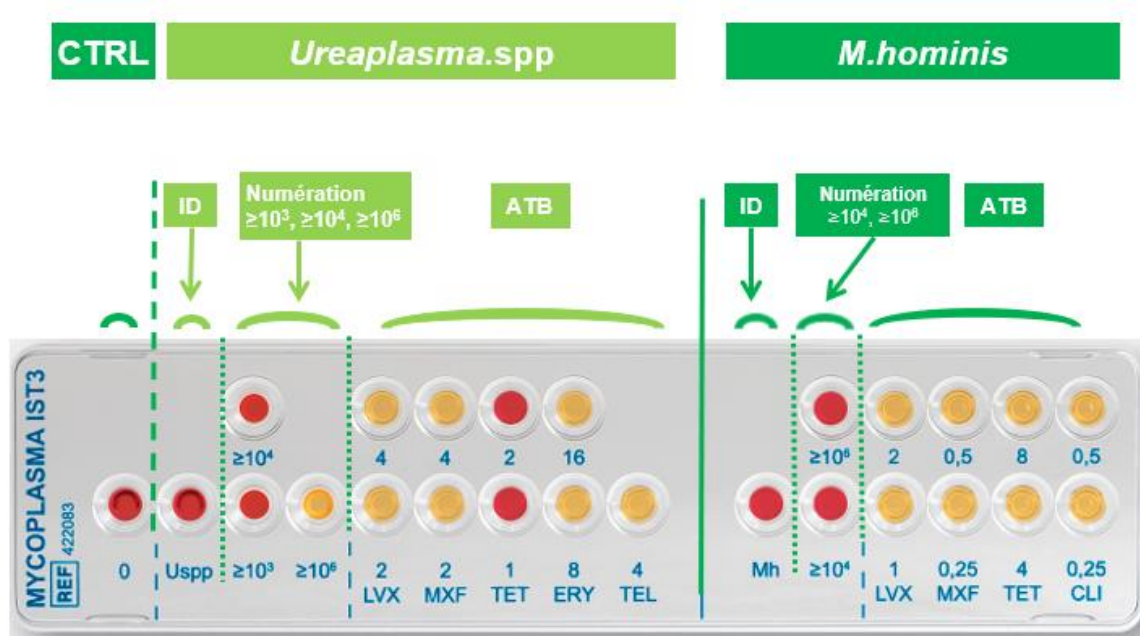 CTRL Ureaplasma.spp M.hominis
ID Numération ATB ID Numération ATB
≥10³, ≥10⁴, ≥10⁶ ≥10⁴, ≥10⁶
MYCOPLASMA IST3
REF 422083
≥10⁴ 4 4 2 16 ≥10⁶ 2 0,5 8 0,5
0 Uspp ≥10³ ≥10⁶ 2 2 1 8 4 Mh ≥10⁴ 1 0,25 4 0,25
LVX MXF TET ERY TEL LVX MXF TET CLI